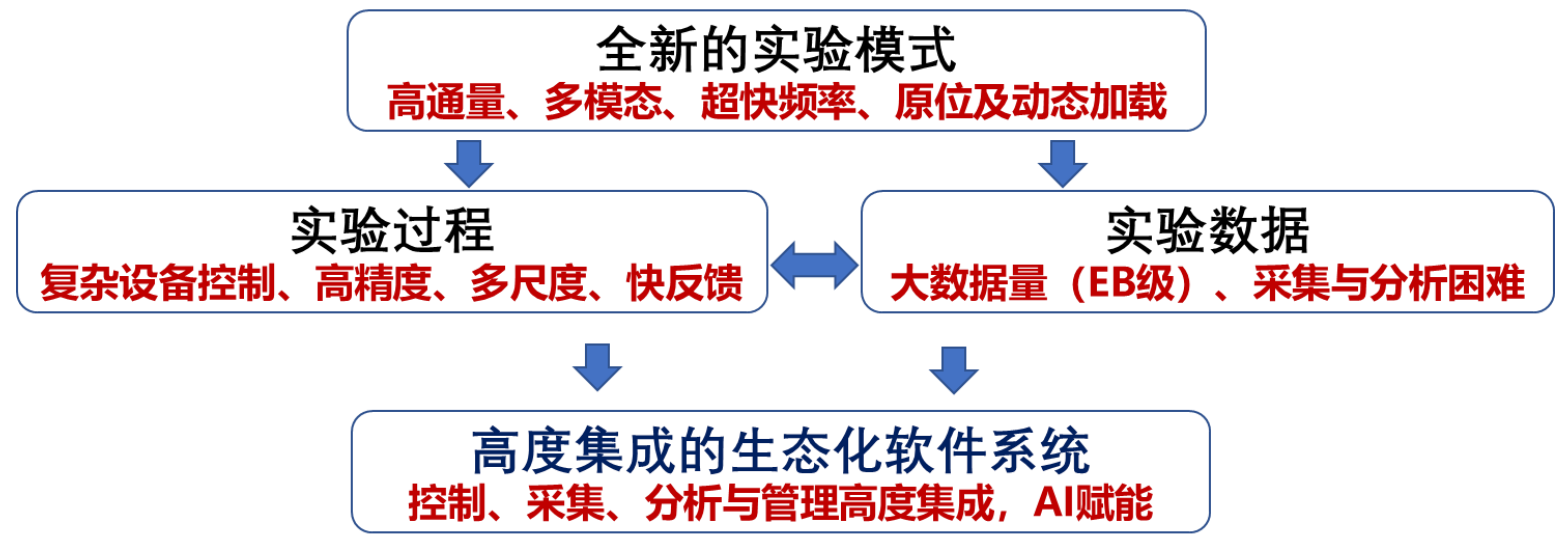 全新的实验模式
高通量、多模态、超快频率、原位及动态加载
实验过程
复杂设备控制、高精度、多尺度、快反馈
实验数据
大数据量（EB级）、采集与分析困难
高度集成的生态化软件系统
控制、采集、分析与管理高度集成，AI赋能